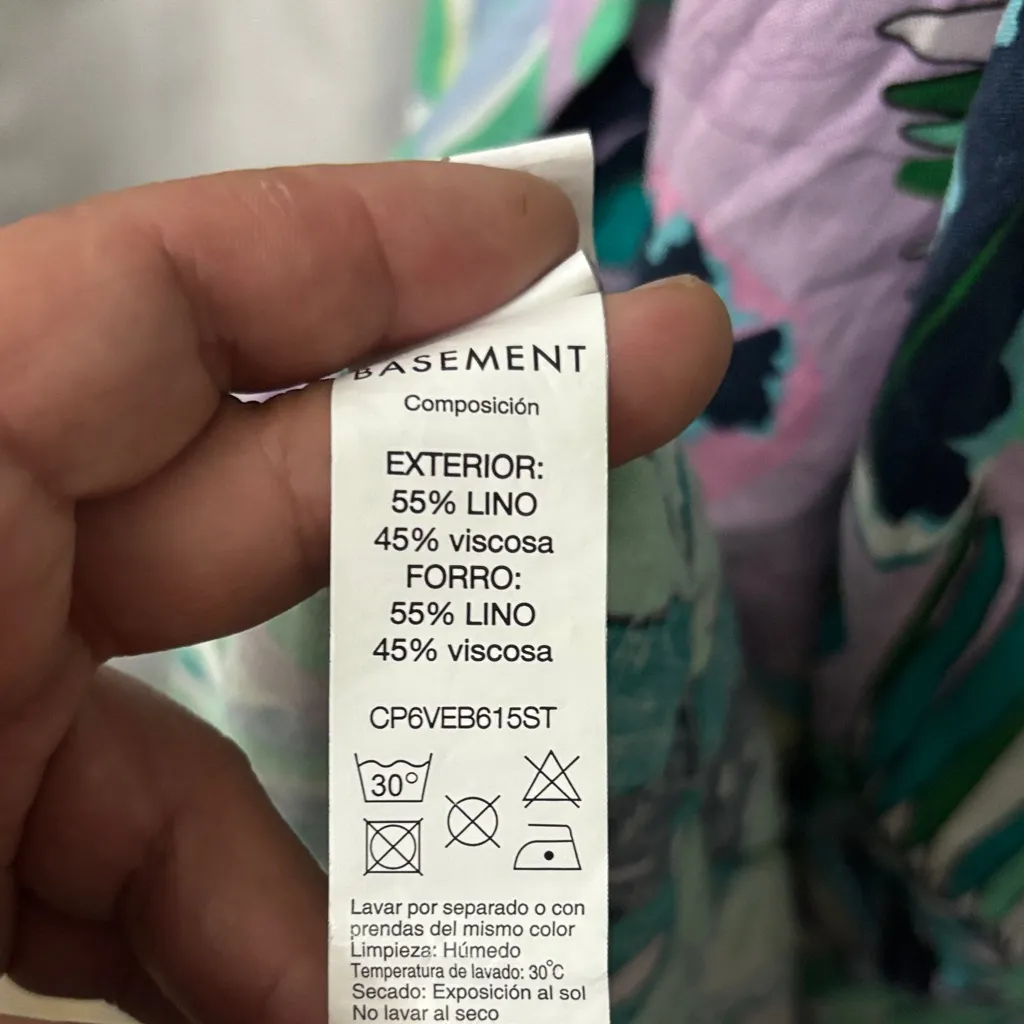 BASEMENT
Composición
EXTERIOR:
55% LINO
45% viscosa
FORRO:
55% LINO
45% viscosa
CP6VEB615ST
30°
Lavar por separado o con
prendas del mismo color
Limpieza: Húmedo
Temperatura de lavado: 30°C
Secado: Exposición al sol
No lavar al seco